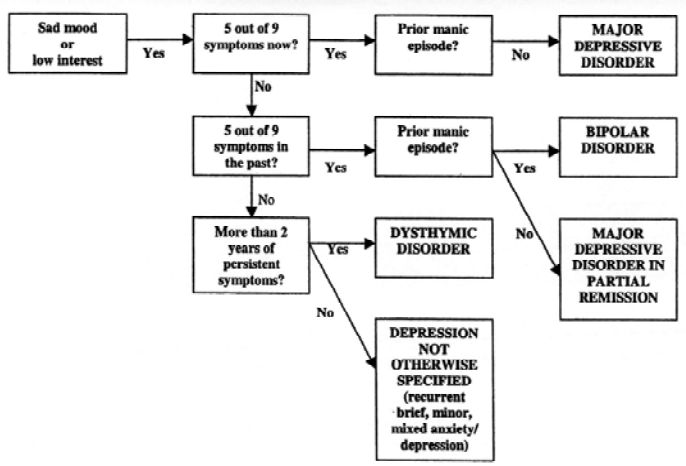 Sad mood
or
low interest
Yes
5 out of 9
symptoms now?
Yes
Prior manic
episode?
No
MAJOR
DEPRESSIVE
DISORDER
No
5 out of 9
symptoms in
the past?
Yes
Prior manic
episode?
Yes
BIPOLAR
DISORDER
No
More than 2
years of
persistent
symptoms?
Yes
DYSTHYMIC
DISORDER
No
MAJOR
DEPRESSIVE
DISORDER IN
PARTIAL
REMISSION
No
DEPRESSION
NOT
OTHERWISE
SPECIFIED
(recurrent
brief, minor,
mixed anxiety/
depression)